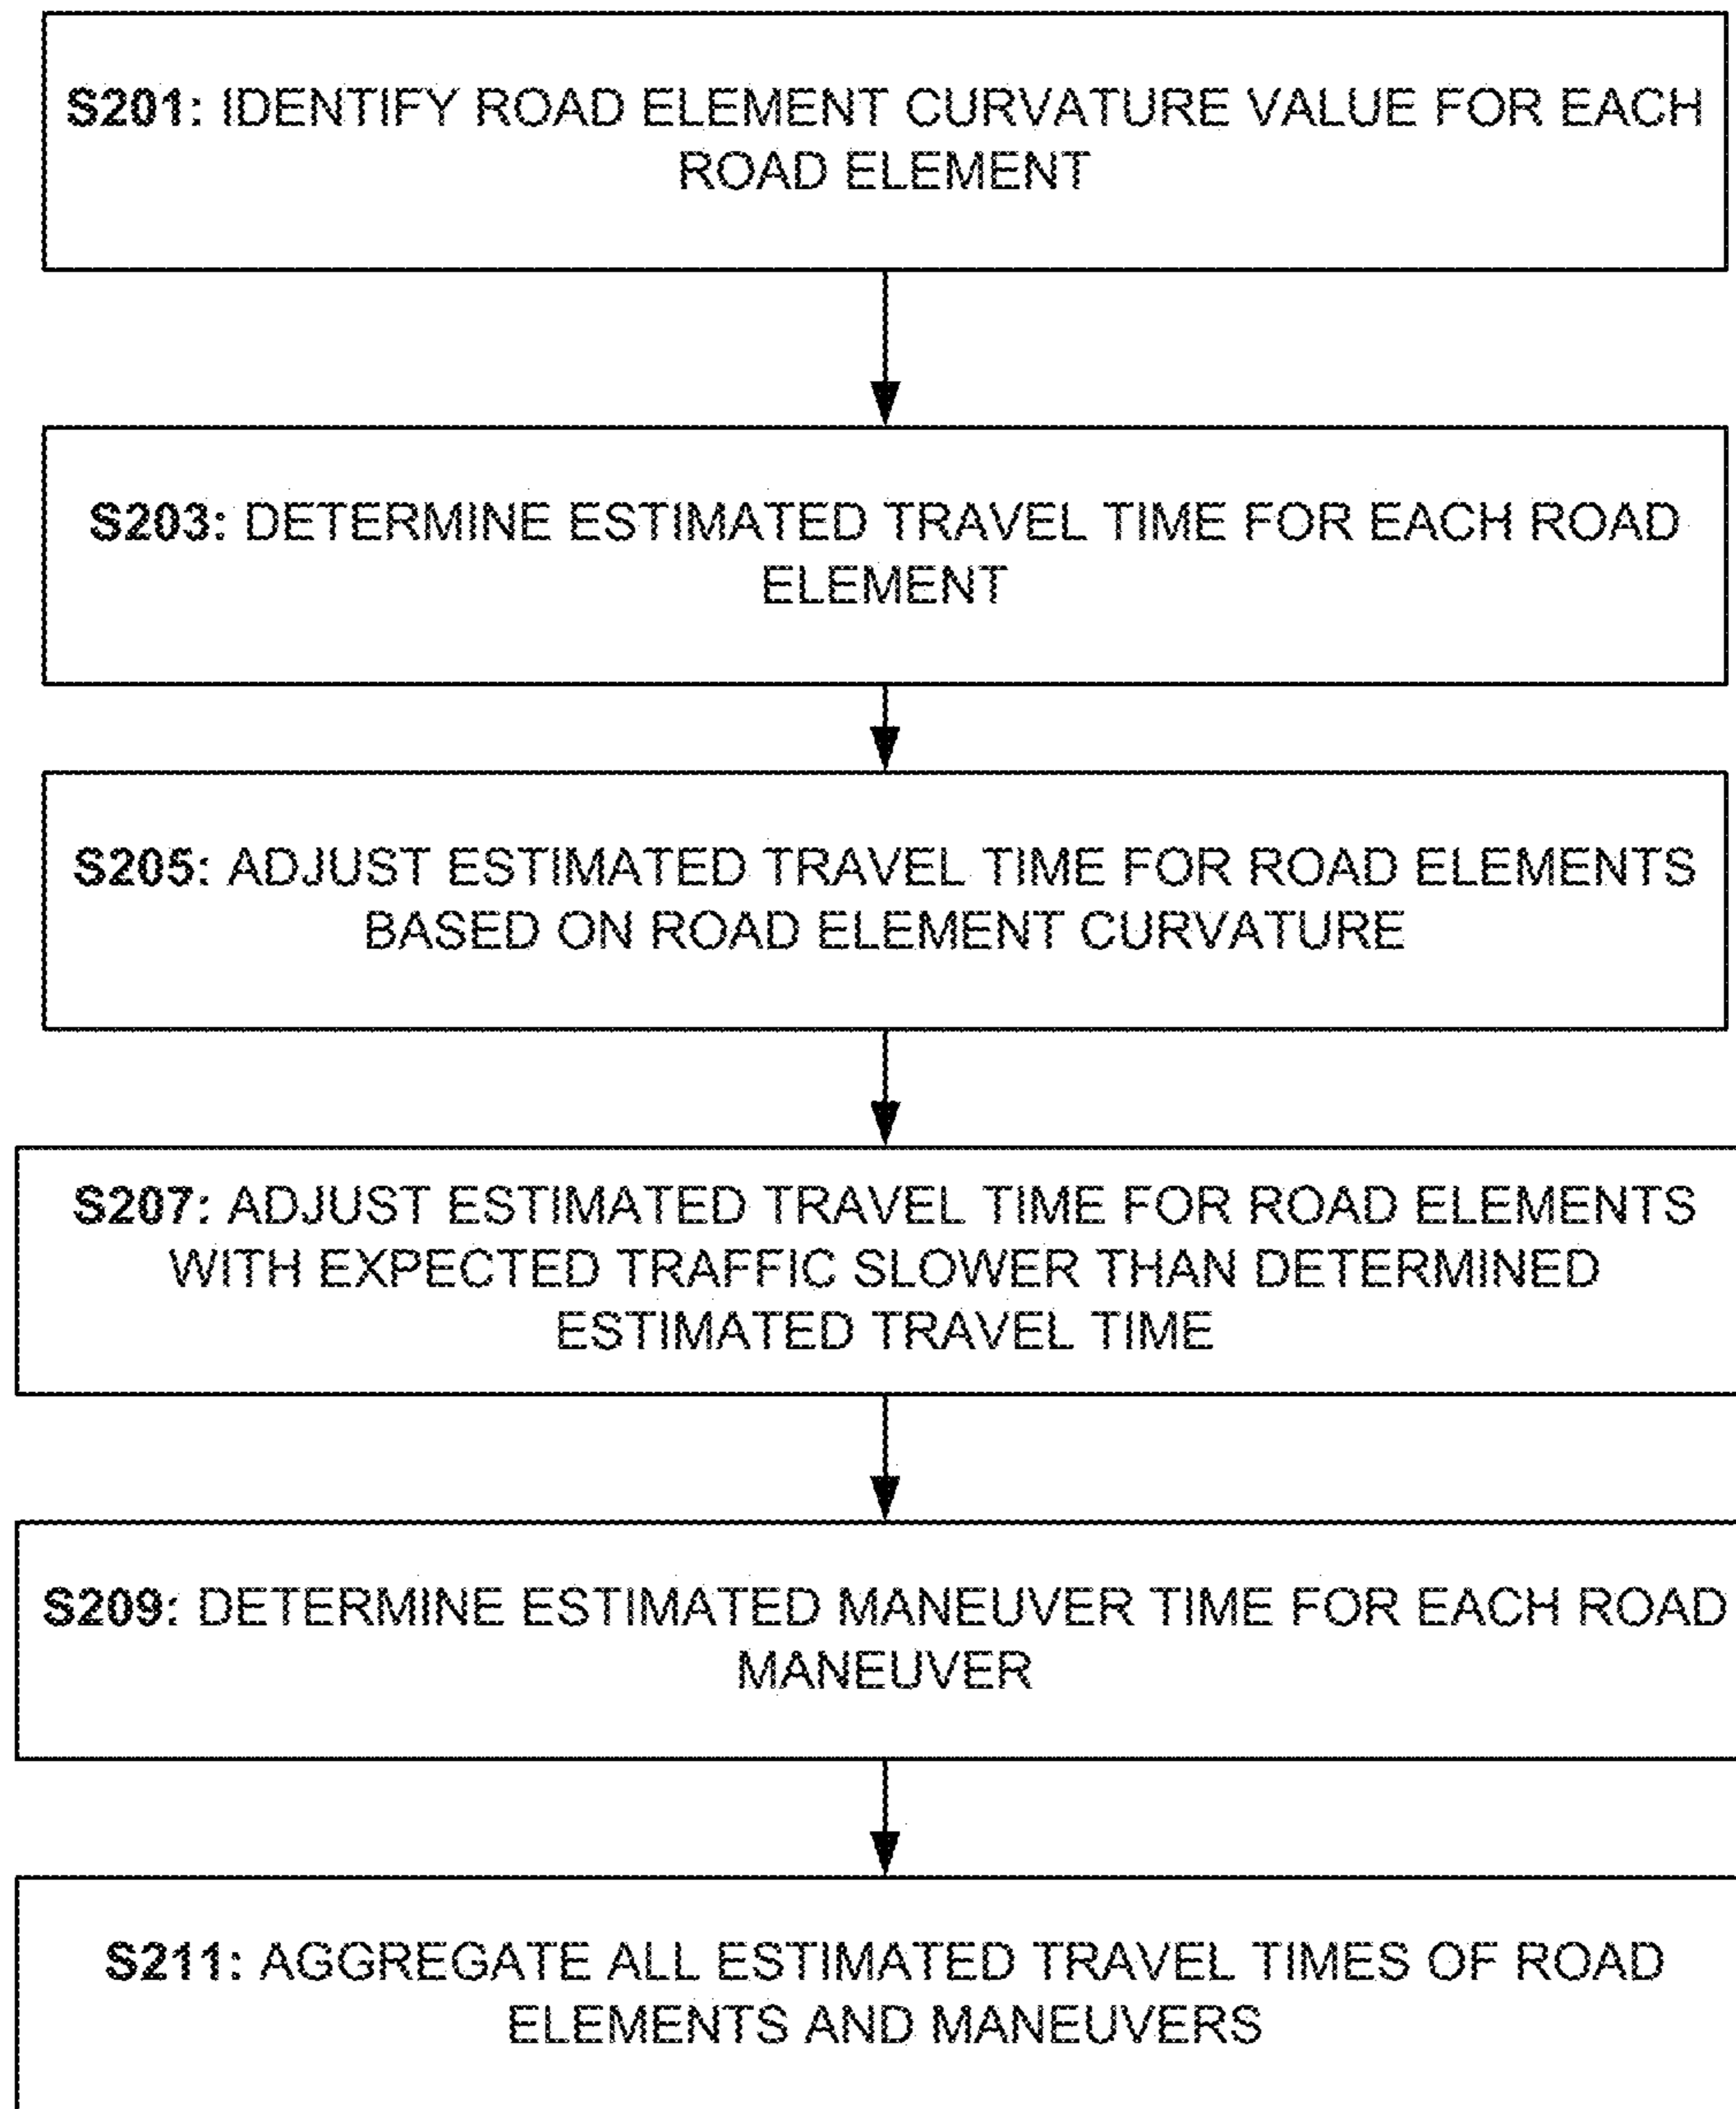 S201: IDENTIFY ROAD ELEMENT CURVATURE VALUE FOR EACH
ROAD ELEMENT
S203: DETERMINE ESTIMATED TRAVEL TIME FOR EACH ROAD
ELEMENT
S205: ADJUST ESTIMATED TRAVEL TIME FOR ROAD ELEMENTS
BASED ON ROAD ELEMENT CURVATURE
S207: ADJUST ESTIMATED TRAVEL TIME FOR ROAD ELEMENTS
WITH EXPECTED TRAFFIC SLOWER THAN DETERMINED
ESTIMATED TRAVEL TIME
S209: DETERMINE ESTIMATED MANEUVER TIME FOR EACH ROAD
MANEUVER
S211: AGGREGATE ALL ESTIMATED TRAVEL TIMES OF ROAD
ELEMENTS AND MANEUVERS